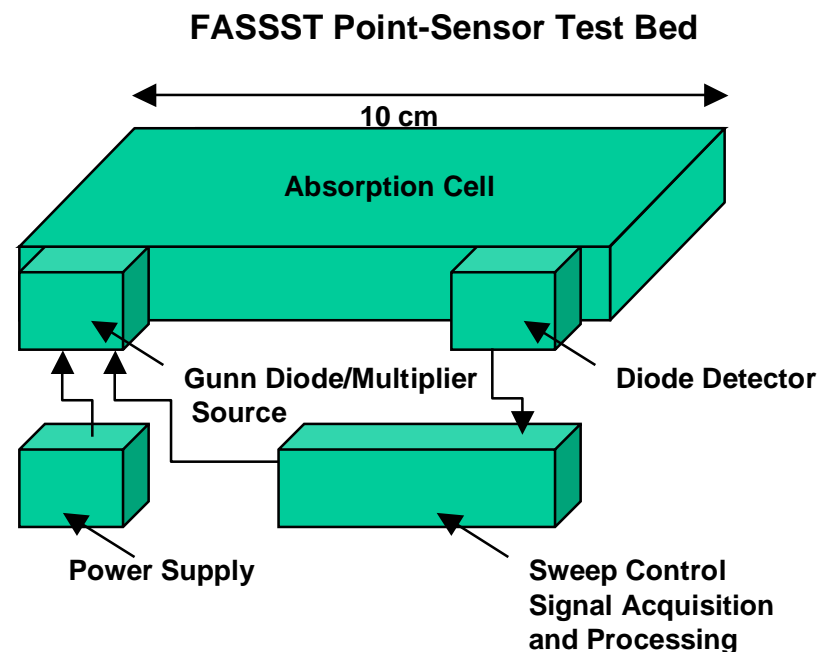 FASSST Point-Sensor Test Bed
10 cm
Absorption Cell
Gunn Diode/Multiplier
Source
Diode Detector
Power Supply
Sweep Control
Signal Acquisition
and Processing